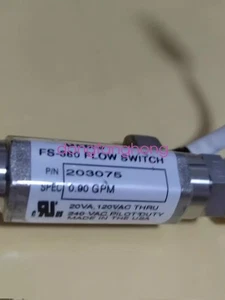 FS-580 FLOW SWITCH
P/N 203075
SPEC 0.90 GPM
20VA, 120VAC THRU
240 VAC PILOT DUTY
MADE IN THE USA